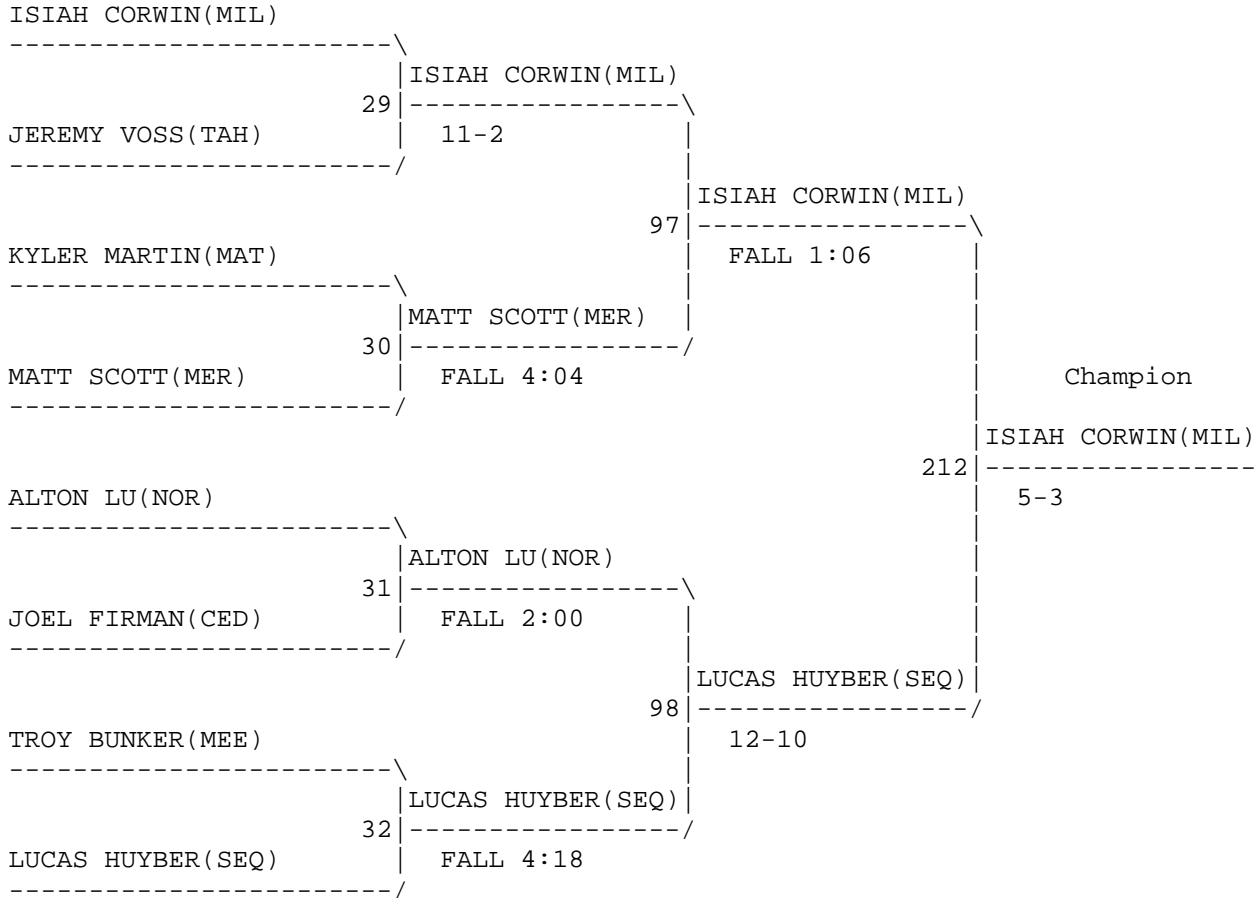 ISIAH CORWIN(MIL)
------------------------\
|ISIAH CORWIN(MIL)
29|-----------------\
JEREMY VOSS(TAH) | 11-2 |
------------------------/ |
|ISIAH CORWIN(MIL)
97|-----------------\
KYLER MARTIN(MAT) | FALL 1:06 |
------------------------\ | |
|MATT SCOTT(MER) | |
30|-----------------/ |
MATT SCOTT(MER) | FALL 4:04 | Champion
------------------------/ |
|ISIAH CORWIN(MIL)
212|-----------------
ALTON LU(NOR) | 5-3
------------------------\ |
|ALTON LU(NOR) |
31|-----------------\ |
JOEL FIRMAN(CED) | FALL 2:00 | |
------------------------/ | |
|LUCAS HUYBER(SEQ)|
98|-----------------/
TROY BUNKER(MEE) | 12-10
------------------------\ |
|LUCAS HUYBER(SEQ)|
32|-----------------/
LUCAS HUYBER(SEQ) | FALL 4:18
------------------------/